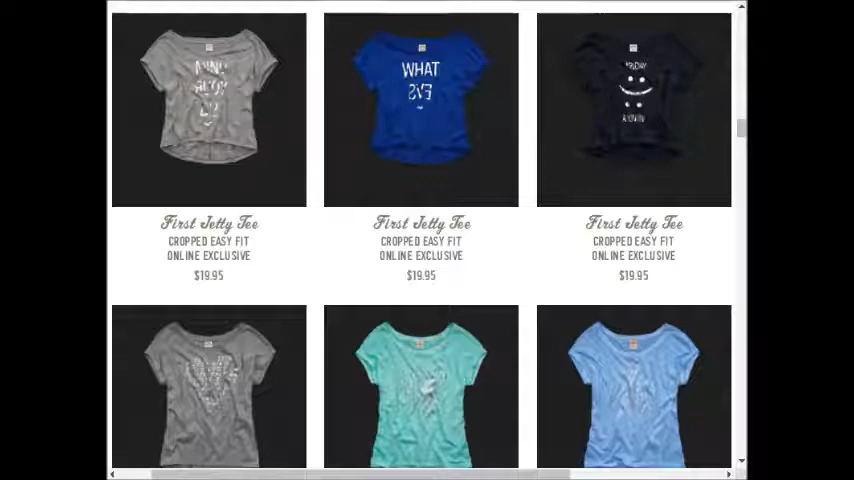 WHAT
First Jetty Tee
CROPPED EASY FIT
ONLINE EXCLUSIVE
$19.95
First Jetty Tee
CROPPED EASY FIT
ONLINE EXCLUSIVE
$19.95
First Jetty Tee
CROPPED EASY FIT
ONLINE EXCLUSIVE
$19.95